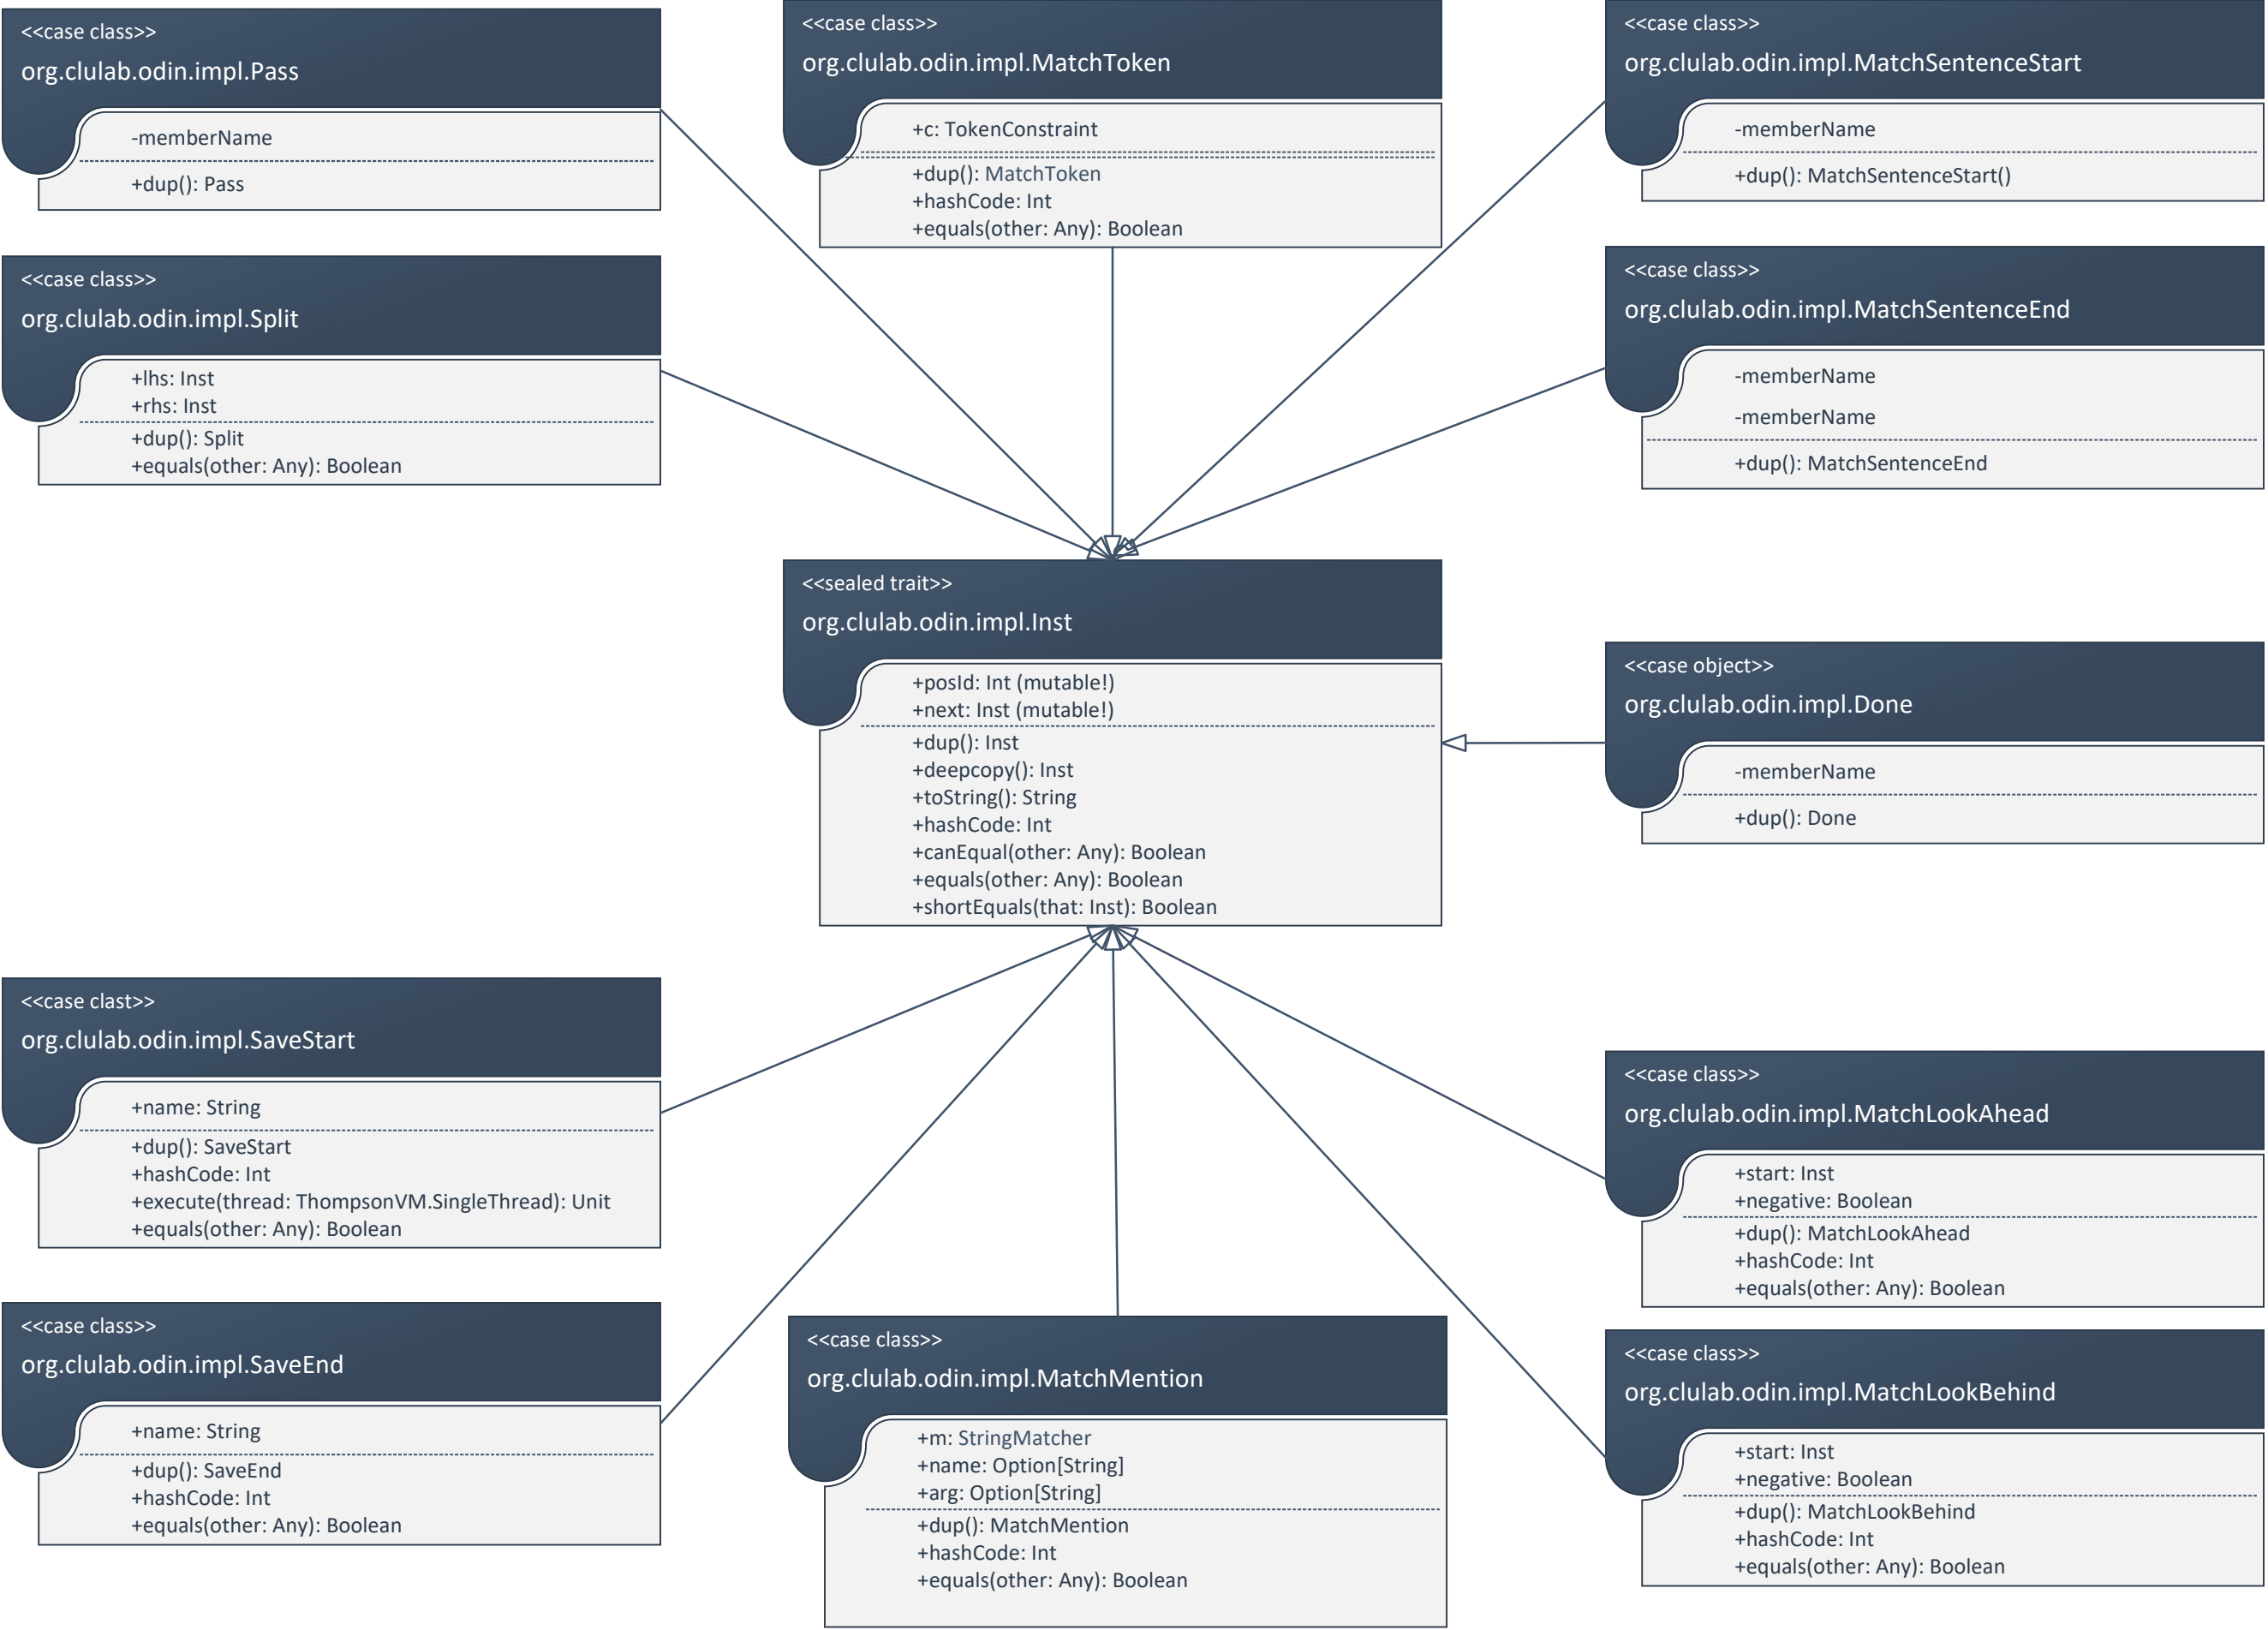 <<case class>>
org.clulab.odin.impl.Pass
-memberName
+dup(): Pass
<<case class>>
org.clulab.odin.impl.MatchToken
+c: TokenConstraint
+dup(): MatchToken
+hashCode: Int
+equals(other: Any): Boolean
<<case class>>
org.clulab.odin.impl.MatchSentenceStart
-memberName
+dup(): MatchSentenceStart()
<<case class>>
org.clulab.odin.impl.Split
+lhs: Inst
+rhs: Inst
+dup(): Split
+equals(other: Any): Boolean
<<case class>>
org.clulab.odin.impl.MatchSentenceEnd
-memberName
-memberName
+dup(): MatchSentenceEnd
<<sealed trait>>
org.clulab.odin.impl.Inst
+posId: Int (mutable!)
+next: Inst (mutable!)
+dup(): Inst
+deepcopy(): Inst
+toString(): String
+hashCode: Int
+canEqual(other: Any): Boolean
+equals(other: Any): Boolean
+shortEquals(that: Inst): Boolean
<<case object>>
org.clulab.odin.impl.Done
-memberName
+dup(): Done
<<case clast>>
org.clulab.odin.impl.SaveStart
+name: String
+dup(): SaveStart
+hashCode: Int
+execute(thread: ThompsonVM.SingleThread): Unit
+equals(other: Any): Boolean
<<case class>>
org.clulab.odin.impl.MatchLookAhead
+start: Inst
+negative: Boolean
+dup(): MatchLookAhead
+hashCode: Int
+equals(other: Any): Boolean
<<case class>>
org.clulab.odin.impl.SaveEnd
+name: String
+dup(): SaveEnd
+hashCode: Int
+equals(other: Any): Boolean
<<case class>>
org.clulab.odin.impl.MatchMention
+m: StringMatcher
+name: Option[String]
+arg: Option[String]
+dup(): MatchMention
+hashCode: Int
+equals(other: Any): Boolean
<<case class>>
org.clulab.odin.impl.MatchLookBehind
+start: Inst
+negative: Boolean
+dup(): MatchLookBehind
+hashCode: Int
+equals(other: Any): Boolean